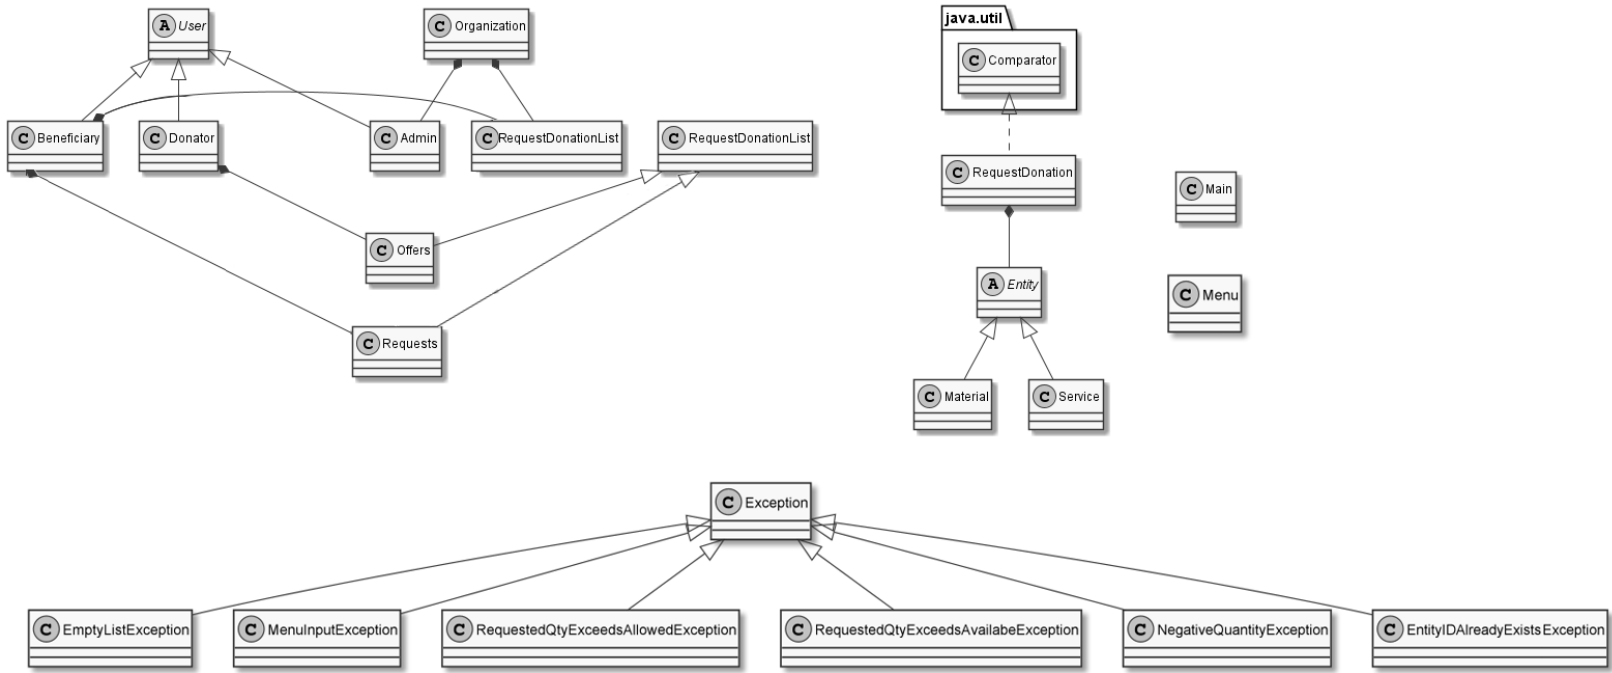 A User
C Organization
java.util
C Comparator
C Beneficiary
C Donator
C Admin
C RequestDonationList
C RequestDonationList
C RequestDonation
C Main
C Offers
A Entity
C Menu
C Requests
C Material
C Service
C Exception
C EmptyListException
C MenuInputException
C RequestedQtyExceedsAllowedException
C RequestedQtyExceedsAvailabeException
C NegativeQuantityException
C EntityIDAlreadyExistsException